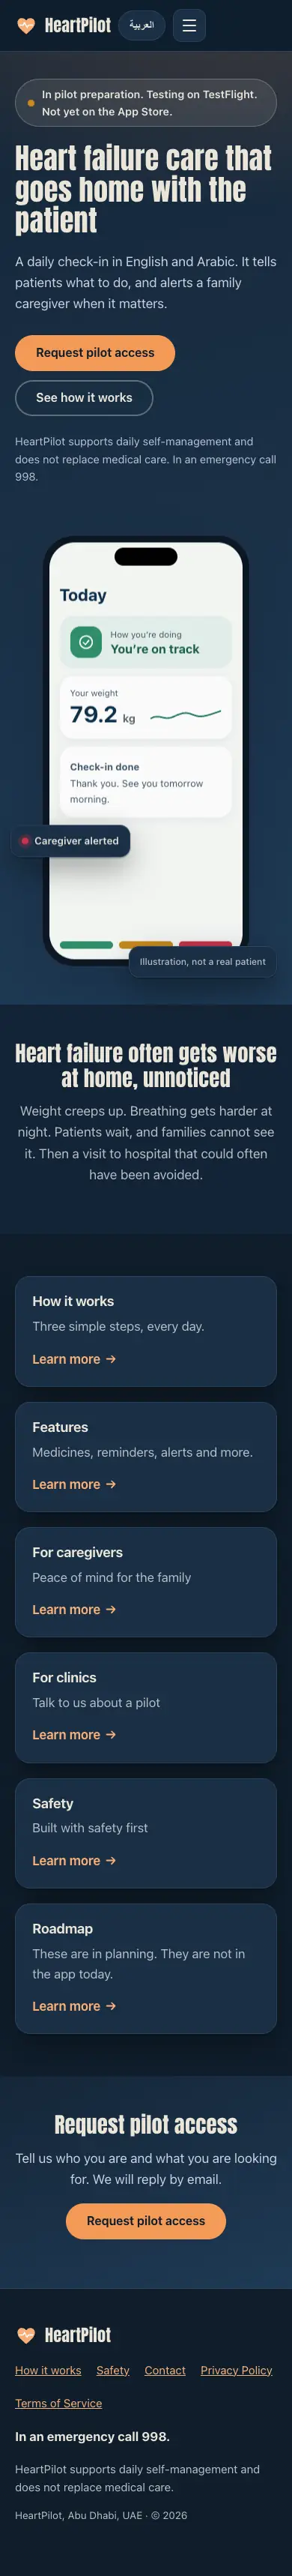 HeartPilot
العربية
In pilot preparation. Testing on TestFlight.
Not yet on the App Store.
Heart failure care that
goes home with the
patient
A daily check-in in English and Arabic. It tells
patients what to do, and alerts a family
caregiver when it matters.
Request pilot access
See how it works
HeartPilot supports daily self-management and
does not replace medical care. In an emergency call
998.
Today
How you're doing
You're on track
Your weight
79.2 kg
Check-in done
Thank you. See you tomorrow
morning.
Caregiver alerted
Illustration, not a real patient
Heart failure often gets worse
at home, unnoticed
Weight creeps up. Breathing gets harder at
night. Patients wait, and families cannot see
it. Then a visit to hospital that could often
have been avoided.
How it works
Three simple steps, every day.
Learn more →
Features
Medicines, reminders, alerts and more.
Learn more →
For caregivers
Peace of mind for the family
Learn more →
For clinics
Talk to us about a pilot
Learn more →
Safety
Built with safety first
Learn more →
Roadmap
These are in planning. They are not in
the app today.
Learn more →
Request pilot access
Tell us who you are and what you are looking
for. We will reply by email.
Request pilot access
HeartPilot
How it works Safety Contact Privacy Policy
Terms of Service
In an emergency call 998.
HeartPilot supports daily self-management and
does not replace medical care.
HeartPilot, Abu Dhabi, UAE · © 2026